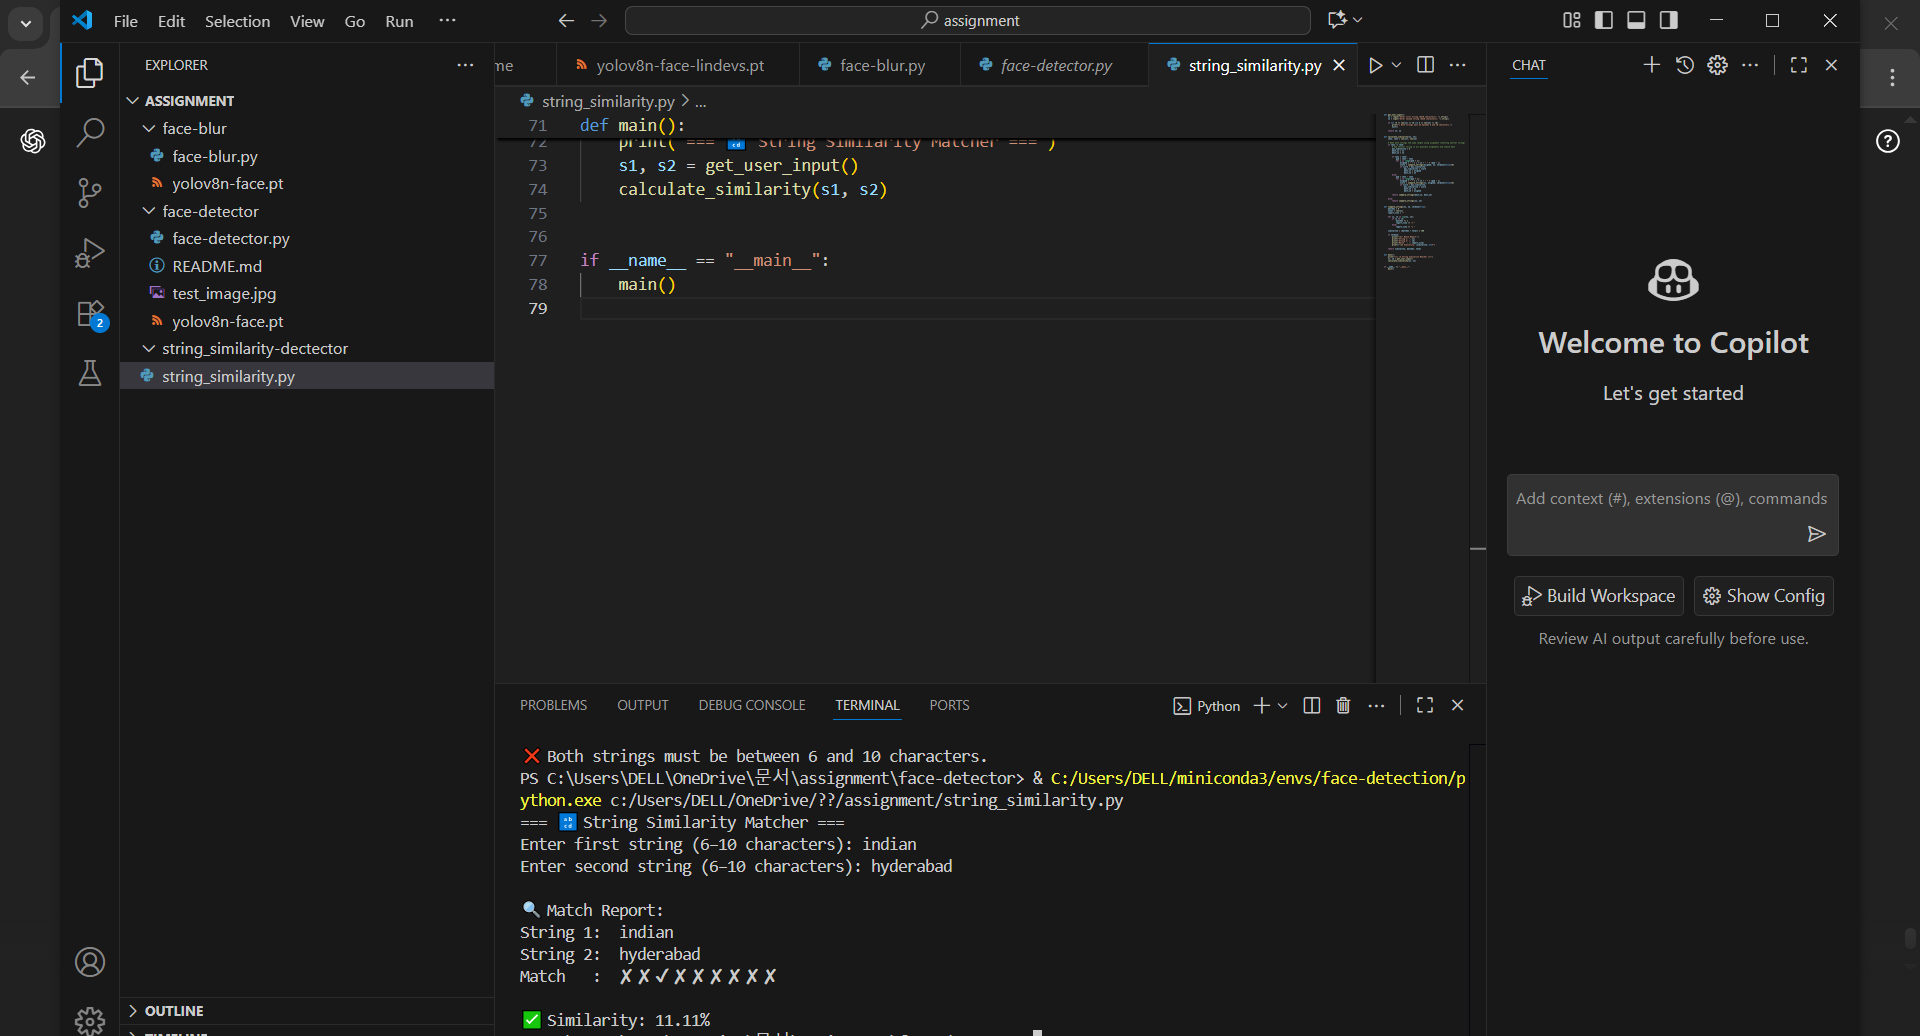 File Edit Selection View Go Run ...
assignment
EXPLORER
ASSIGNMENT
face-blur
face-blur.py
yolov8n-face.pt
face-detector
face-detector.py
README.md
test_image.jpg
yolov8n-face.pt
string_similarity-dectector
string_similarity.py
2
OUTLINE
me
yolov8n-face-lindevs.pt
face-blur.py
face-detector.py
string_similarity.py
string_similarity.py > ...
71 def main():
72 print( === String Similarity Matcher === )
73 s1, s2 = get_user_input()
74 calculate_similarity(s1, s2)
75
76
77 if __name__ == "__main__":
78 main()
79
PROBLEMS OUTPUT DEBUG CONSOLE TERMINAL PORTS
Python
❌ Both strings must be between 6 and 10 characters.
PS C:\Users\DELL\OneDrive\문서\assignment\face-detector> & C:/Users/DELL/miniconda3/envs/face-detection/p
ython.exe c:/Users/DELL/OneDrive/??/assignment/string_similarity.py
=== 🔡 String Similarity Matcher ===
Enter first string (6–10 characters): indian
Enter second string (6–10 characters): hyderabad
🔍 Match Report:
String 1: indian
String 2: hyderabad
Match : ✗✗✓✗✗✗✗✗✗
✅ Similarity: 11.11%
CHAT
Welcome to Copilot
Let's get started
Add context (#), extensions (@), commands
Build Workspace
Show Config
Review AI output carefully before use.